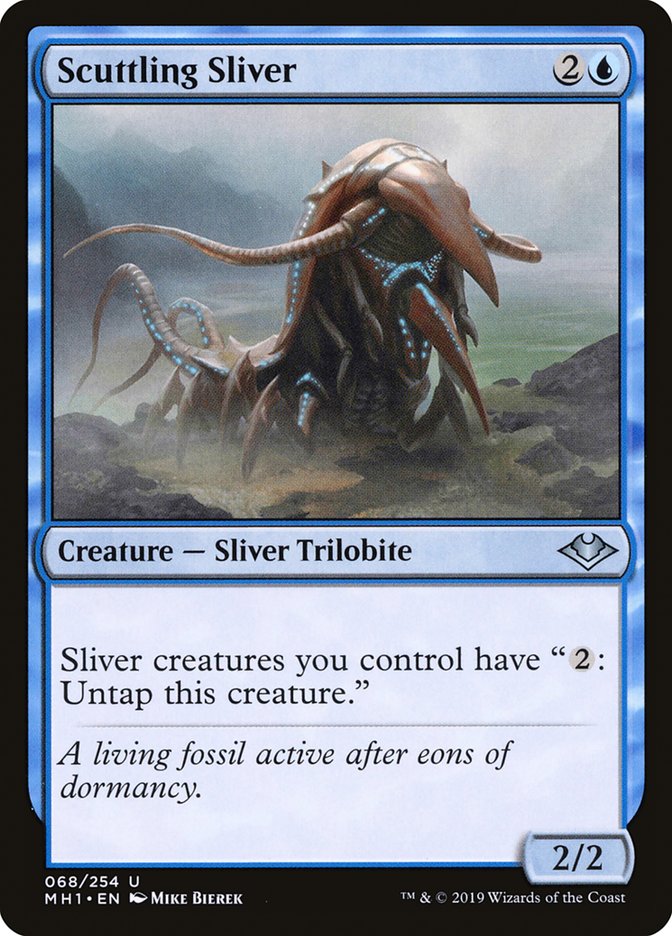 Scuttling Sliver 2
Creature — Sliver Trilobite
Sliver creatures you control have “2:
Untap this creature.”
A living fossil active after eons of
dormancy.
2/2
068/254 U
MH1 • EN Mike Bierek
™ & © 2019 Wizards of the Coast